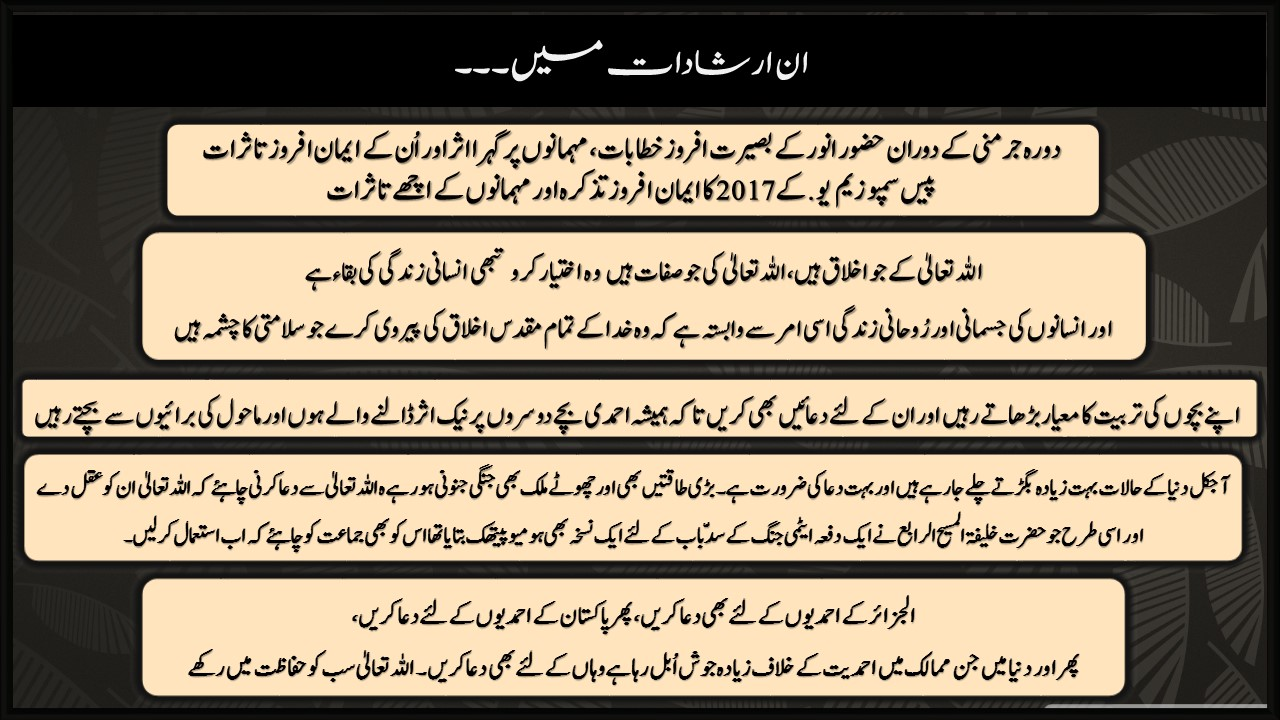 ان ارشادات میں۔۔۔
دورہ جرمنی کے دوران حضور انور کے بصیرت افروز خطابات، مہمانوں پر گہرا اثر اور اُن کے ایمان افروز تاثرات
پیس سمپوزیم یو. کے 2017 کا ایمان افروز تذکرہ اور مہمانوں کے اچھے تاثرات
اللہ تعالیٰ کے جو اخلاق ہیں، اللہ تعالیٰ کی جو صفات ہیں وہ اختیار کرو تبھی انسانی زندگی کی بقاء ہے
اور انسانوں کی جسمانی اور رُوحانی زندگی اسی امر سے وابستہ ہے کہ وہ خدا کے تمام مقدس اخلاق کی پیروی کرے جو سلامتی کا چشمہ ہیں
اپنے بچوں کی تربیت کا معیار بڑھاتے رہیں اور ان کے لئے دعائیں بھی کریں تا کہ ہمیشہ احمدی بچے دوسروں پر نیک اثر ڈالنے والے ہوں اور ماحول کی برائیوں سے بچتے رہیں
آجکل دنیا کے حالات بہت زیادہ بگڑتے چلے جا رہے ہیں اور بہت دعا کی ضرورت ہے۔ بڑی طاقتیں بھی اور چھوٹے ملک بھی جنگی جنونی ہو رہے ہ اللہ تعالیٰ سے دعا کرنی چاہئے کہ اللہ تعالیٰ ان کو عقل دے
اور اسی طرح جو حضرت خلیفۃ المسیح الرابع نے ایک دفعہ ایٹمی جنگ کے سدّباب کے لئے ایک نسخہ بھی ہومیوپیتھک بتایا تھا اس کو بھی جماعت کو چاہئے کہ اب استعمال کر لیں۔
الجزائر کے احمدیوں کے لئے بھی دعا کریں، پھر پاکستان کے احمدیوں کے لئے دعا کریں،
پھر اور دنیا میں جن ممالک میں احمدیت کے خلاف زیادہ جوش اُبل رہا ہے وہاں کے لئے بھی دعا کریں۔ اللہ تعالیٰ سب کو حفاظت میں رکھے